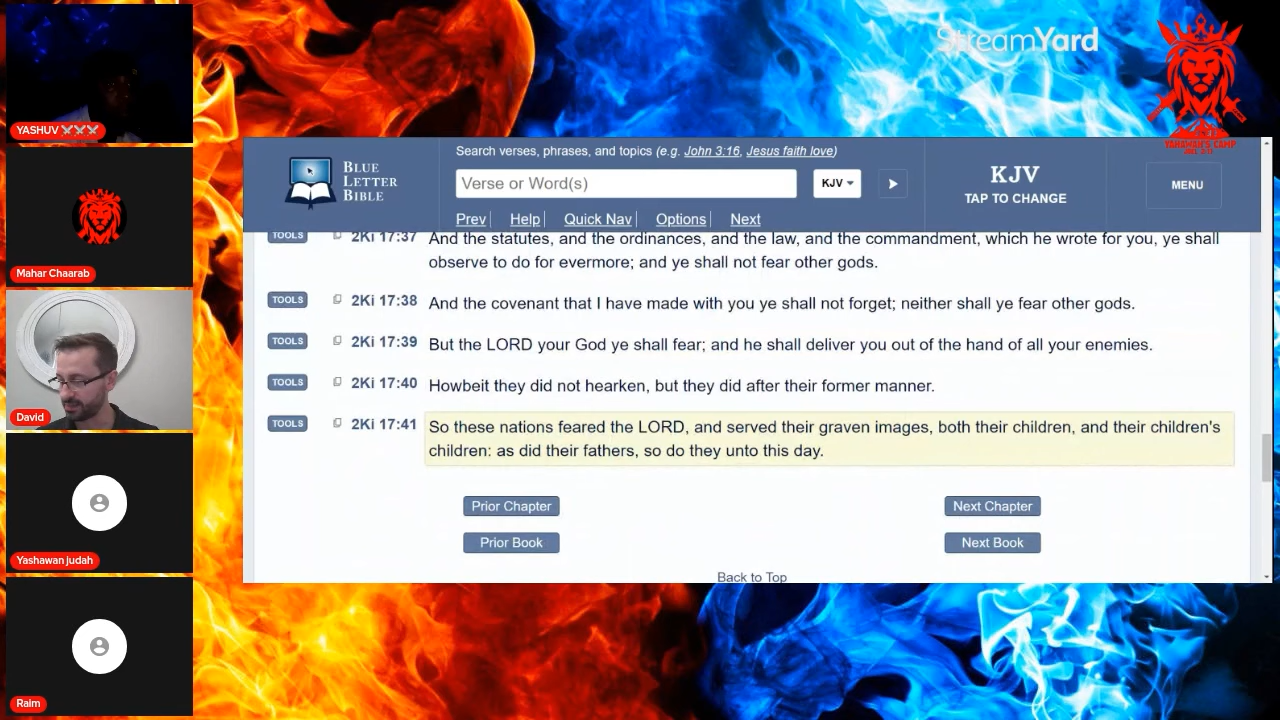 StreamYard
YAHAWAH'S CAMP
YASHUV
Mahar Chaarab
David
Yashawan judah
Raim
BLUE
LETTER
BIBLE
Search verses, phrases, and topics (e.g. John 3:16, Jesus faith love)
Verse or Word(s)
KJV
Prev | Help | Quick Nav | Options | Next
KJV
TAP TO CHANGE
MENU
TOOLS 2Ki 17:37 And the statutes, and the ordinances, and the law, and the commandment, which he wrote for you, ye shall
observe to do for evermore; and ye shall not fear other gods.
TOOLS 2Ki 17:38 And the covenant that I have made with you ye shall not forget; neither shall ye fear other gods.
TOOLS 2Ki 17:39 But the LORD your God ye shall fear; and he shall deliver you out of the hand of all your enemies.
TOOLS 2Ki 17:40 Howbeit they did not hearken, but they did after their former manner.
TOOLS 2Ki 17:41 So these nations feared the LORD, and served their graven images, both their children, and their children's
children: as did their fathers, so do they unto this day.
Prior Chapter Next Chapter
Prior Book Next Book
Back to Top